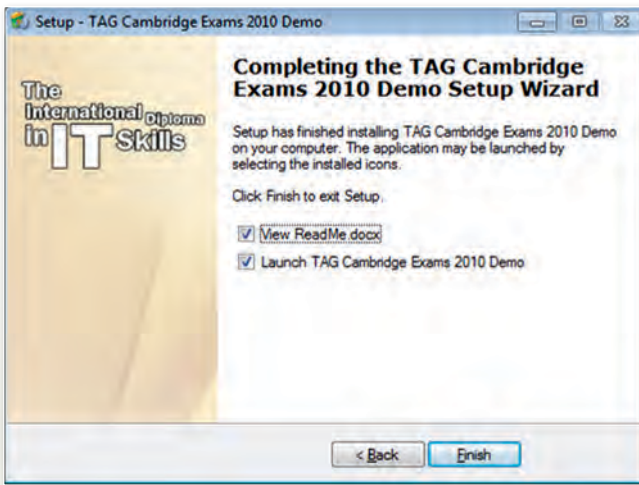 Setup - TAG Cambridge Exams 2010 Demo
The
International Diploma
in IT Skills
Completing the TAG Cambridge
Exams 2010 Demo Setup Wizard
Setup has finished installing TAG Cambridge Exams 2010 Demo
on your computer. The application may be launched by
selecting the installed icons.
Click Finish to exit Setup.
View ReadMe.docx
Launch TAG Cambridge Exams 2010 Demo
< Back
Finish